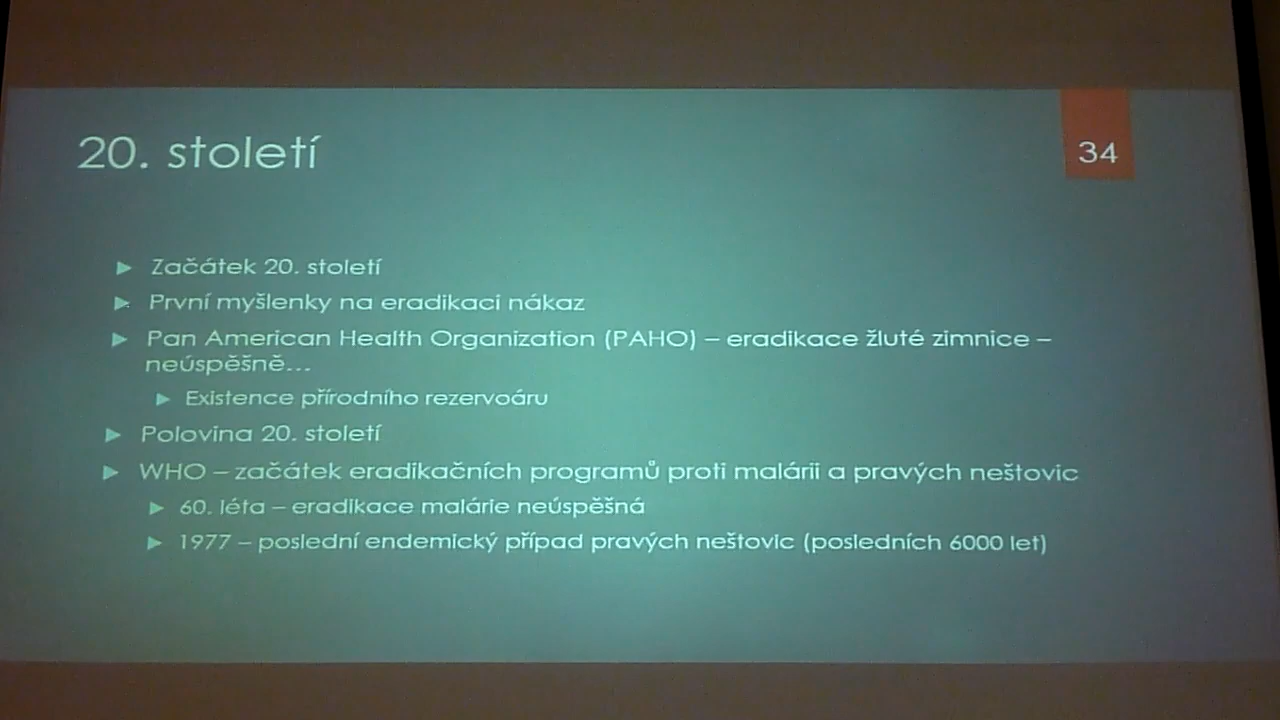 20. století
34
Začátek 20. století
První myšlenky na eradikaci nákaz
Pan American Health Organization (PAHO) – eradikace žluté zimnice –
neúspěšně...
Existence přírodního rezervoáru
Polovina 20. století
WHO – začátek eradikačních programů proti malárii a pravých neštovic
60. léta – eradikace malárie neúspěšná
1977 – poslední endemický případ pravých neštovic (posledních 6000 let)